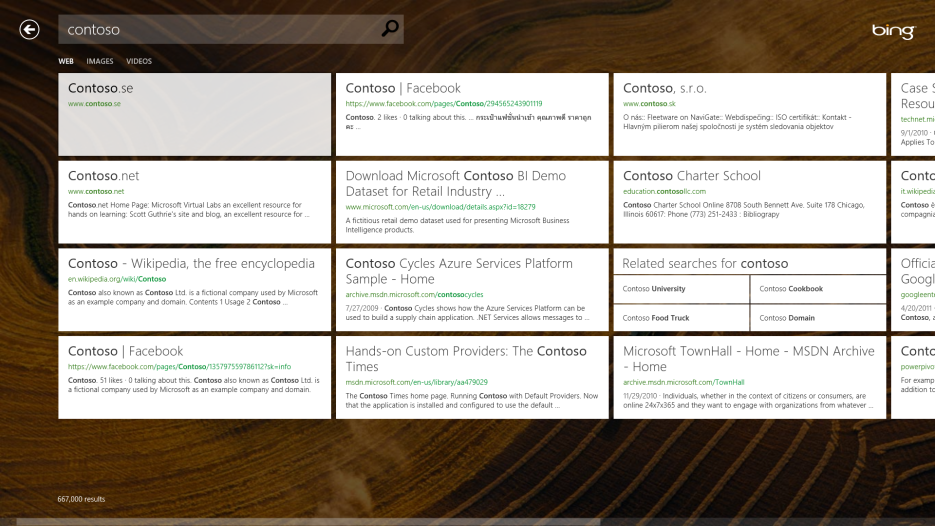 contoso
bing
WEB IMAGES VIDEOS
Contoso.se
www.contoso.se
Contoso.net
www.contoso.net
Contoso.net Home Page: Microsoft Virtual Labs an excellent resource for
hands on learning: Scott Guthrie's site and blog, an excellent resource for ...
Contoso - Wikipedia, the free encyclopedia
en.wikipedia.org/wiki/Contoso
Contoso also known as Contoso Ltd. is a fictional company used by Microsoft
as an example company and domain. Contents 1 Usage 2 Contoso ...
Contoso | Facebook
https://www.facebook.com/pages/Contoso/135797559786112?sk=info
Contoso. 51 likes · 0 talking about this. Contoso also known as Contoso Ltd. is
a fictional company used by Microsoft as an example company and domain.
Contoso | Facebook
https://www.facebook.com/pages/Contoso/294565243901119
Contoso. 2 likes · 0 talking about this. ... กระเป๋าแฟชั่นนำเข้า คุณภาพดี ราคาถูก
คะ ...
Download Microsoft Contoso BI Demo
Dataset for Retail Industry ...
www.microsoft.com/en-us/download/details.aspx?id=18279
A fictitious retail demo dataset used for presenting Microsoft Business
Intelligence products.
Contoso Cycles Azure Services Platform
Sample - Home
archive.msdn.microsoft.com/contosocycles
7/27/2009 · Contoso Cycles shows how the Azure Services Platform can be
used to build a supply chain application. .NET Services allows messages to ...
Hands-on Custom Providers: The Contoso
Times
msdn.microsoft.com/en-us/library/aa479029
The Contoso Times home page. Running Contoso with Default Providers. Now
that the application is installed and configured to use the default ...
Contoso, s.r.o.
www.contoso.sk
O nás:: Fleetware on NaviGate:: Webdispečing:: ISO certifikát:: Kontakt -
Hlavným pilierom našej spoločnosti je systém sledovania objektov
Contoso Charter School
education.contosollc.com
Contoso Charter School Online 8708 South Bennett Ave. Suite 178 Chicago,
Illinois 60617: Phone (773) 251-2433 : Bibliograpy
Related searches for contoso
Contoso University
Contoso Cookbook
Contoso Food Truck
Contoso Domain
Microsoft TownHall - Home - MSDN Archive
- Home
archive.msdn.microsoft.com/TownHall
11/29/2010 · Individuals, whether in the context of citizens or consumers, are
online 24x7x365 and they want to engage with organizations from whatever ...
Case S
Resou
technet.mi
9/1/2010 ·
Applies To
Conto
it.wikipedia
Contoso è
compagnia
Officia
Googl
googleente
4/20/2011
Contoso, a
Conto
powerpivo
For examp
addition to
667,000 results